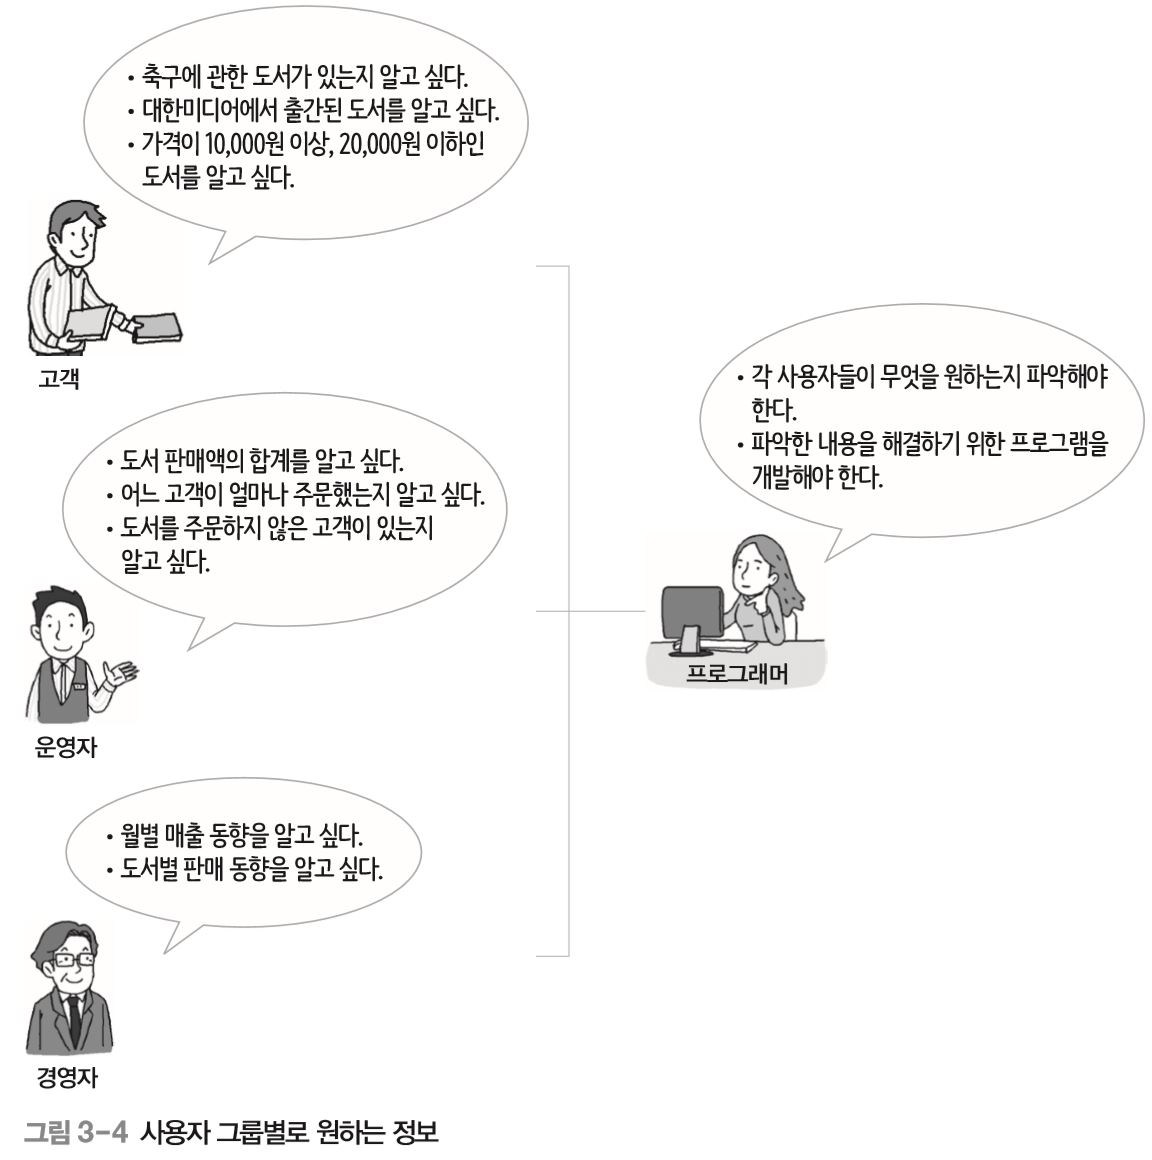 • 축구에 관한 도서가 있는지 알고 싶다.
• 대한미디어에서 출간된 도서를 알고 싶다.
• 가격이 10,000원 이상, 20,000원 이하인
도서를 알고 싶다.
고객
• 도서 판매액의 합계를 알고 싶다.
• 어느 고객이 얼마나 주문했는지 알고 싶다.
• 도서를 주문하지 않은 고객이 있는지
알고 싶다.
운영자
• 월별 매출 동향을 알고 싶다.
• 도서별 판매 동향을 알고 싶다.
경영자
• 각 사용자들이 무엇을 원하는지 파악해야
한다.
• 파악한 내용을 해결하기 위한 프로그램을
개발해야 한다.
프로그래머
그림 3-4 사용자 그룹별로 원하는 정보